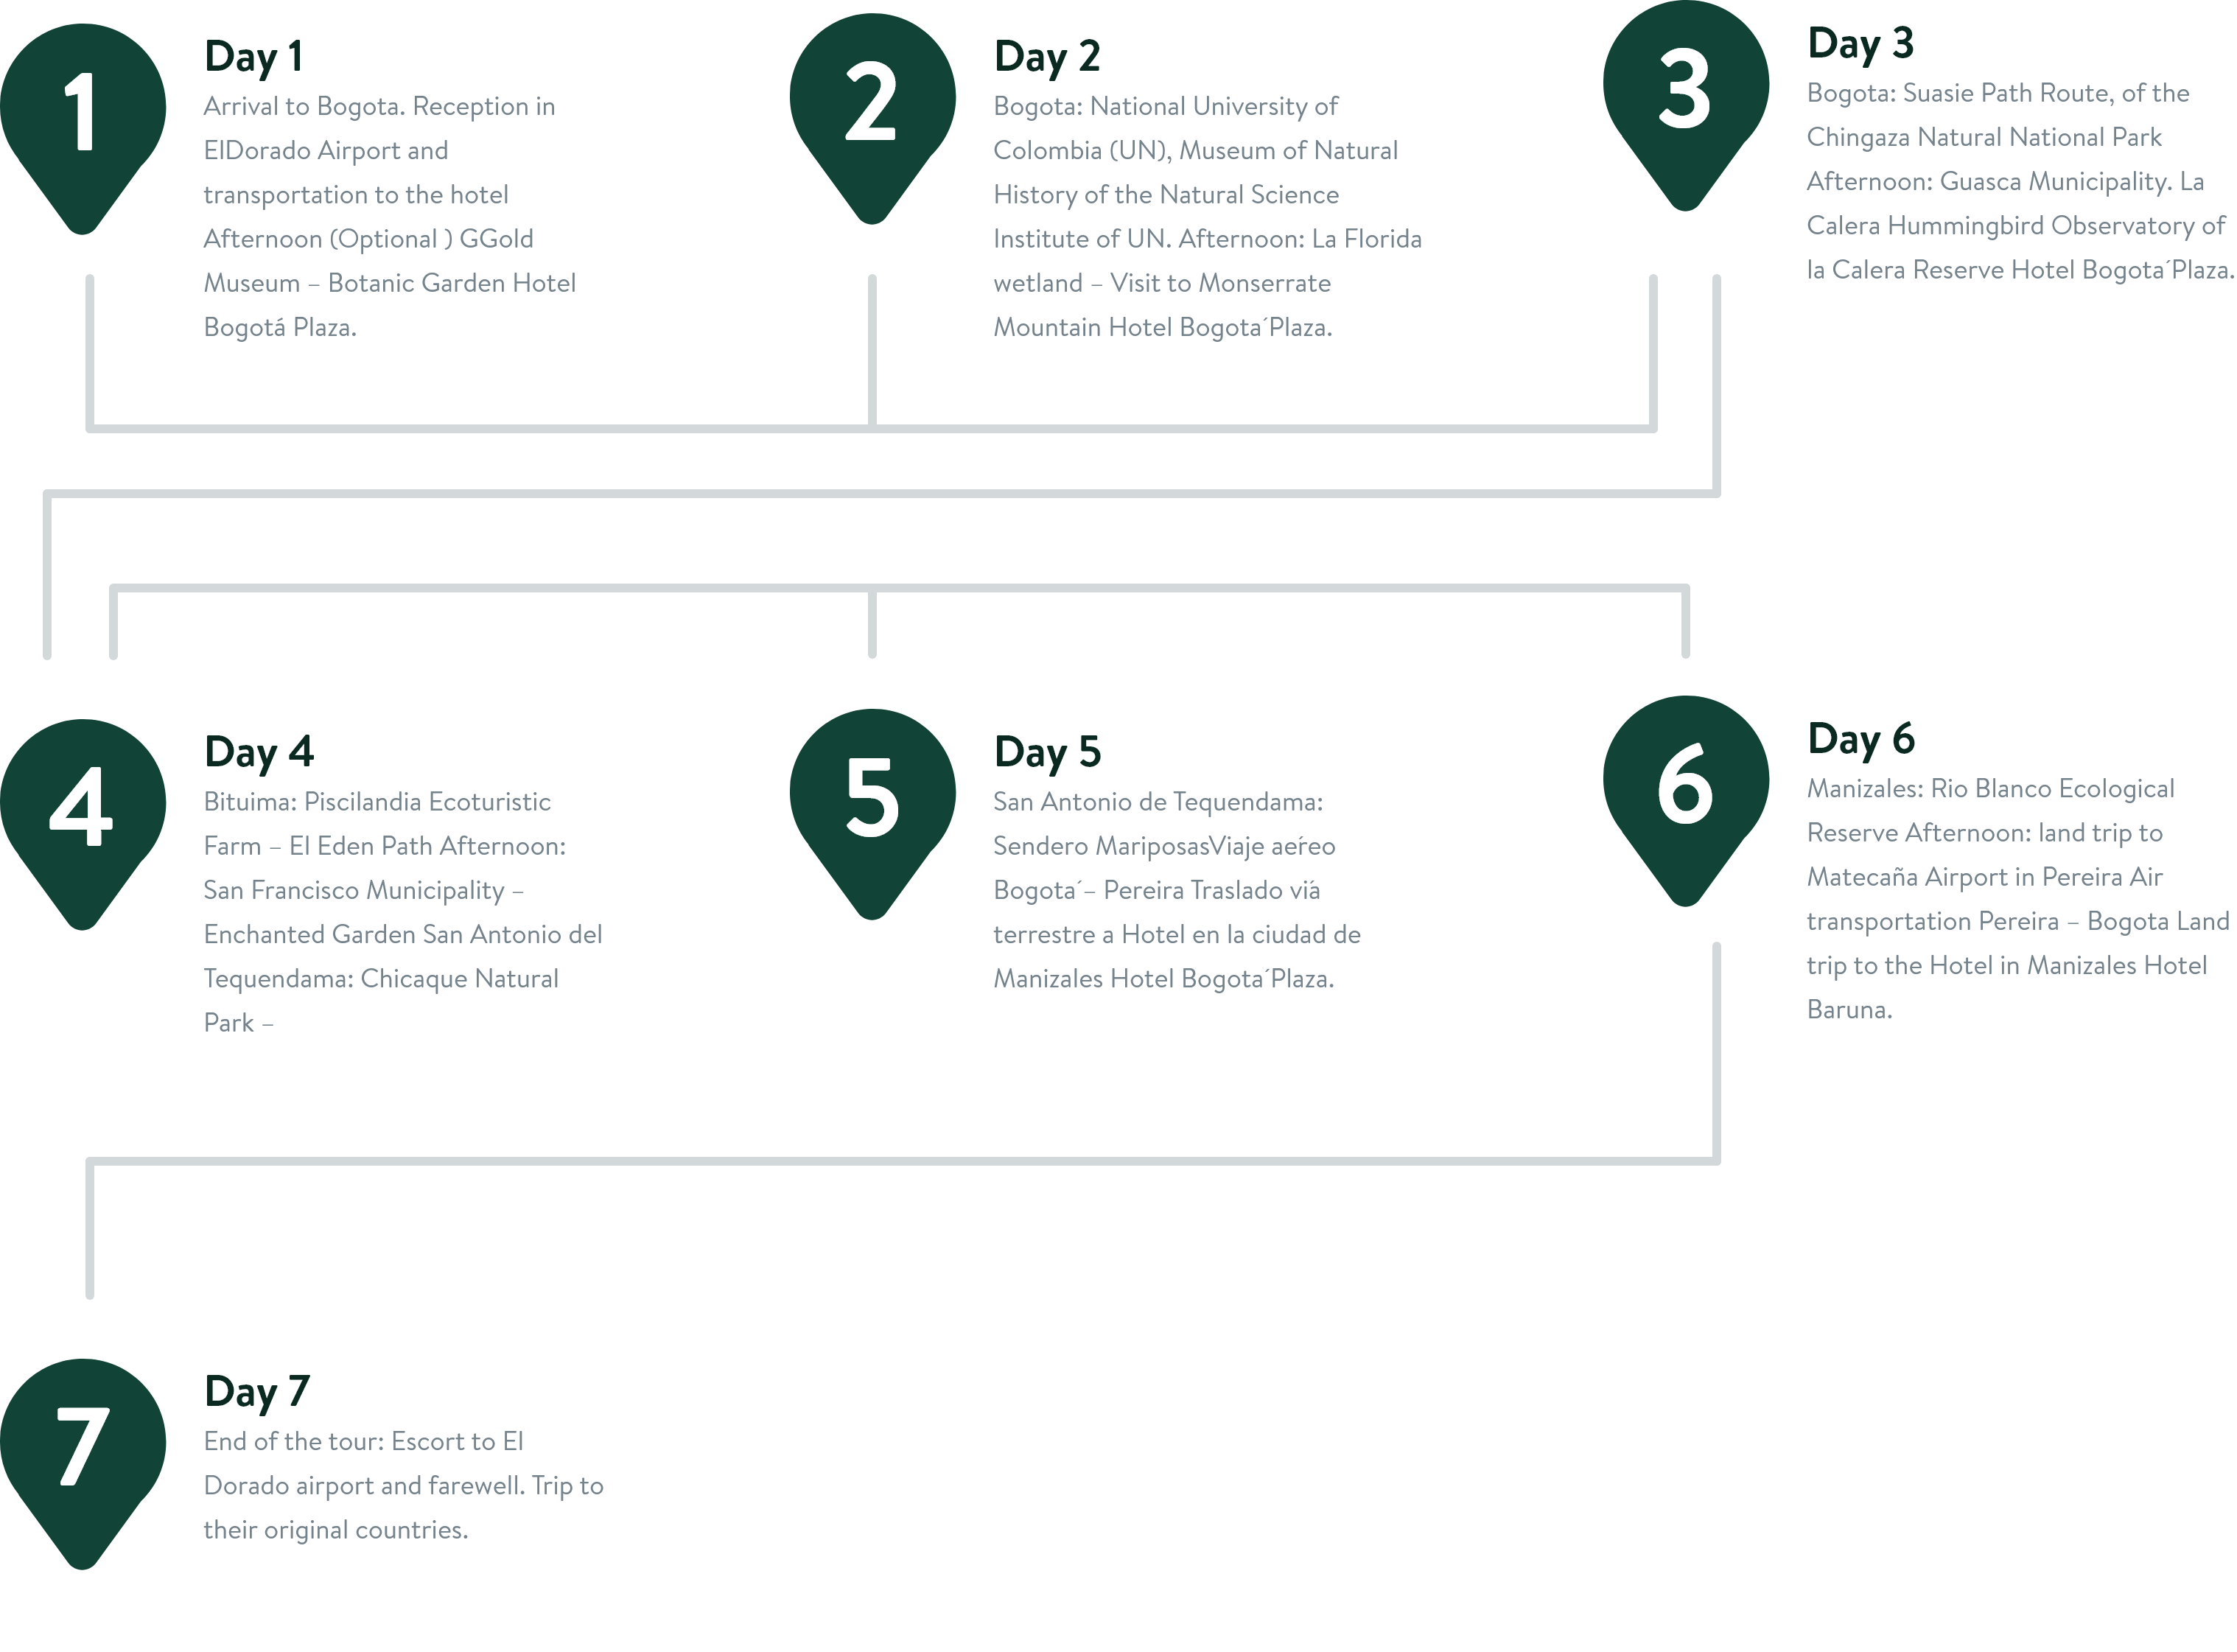 1
Day 1
Arrival to Bogota. Reception in
ElDorado Airport and
transportation to the hotel
Afternoon (Optional ) GGold
Museum – Botanic Garden Hotel
Bogotá Plaza.
2
Day 2
Bogota: National University of
Colombia (UN), Museum of Natural
History of the Natural Science
Institute of UN. Afternoon: La Florida
wetland – Visit to Monserrate
Mountain Hotel Bogota´Plaza.
3
Day 3
Bogota: Suasie Path Route, of the
Chingaza Natural National Park
Afternoon: Guasca Municipality. La
Calera Hummingbird Observatory of
la Calera Reserve Hotel Bogota´Plaza.
4
Day 4
Bituima: Piscilandia Ecoturistic
Farm – El Eden Path Afternoon:
San Francisco Municipality –
Enchanted Garden San Antonio del
Tequendama: Chicaque Natural
Park –
5
Day 5
San Antonio de Tequendama:
Sendero MariposasViaje aeŕeo
Bogota´– Pereira Traslado viá
terrestre a Hotel en la ciudad de
Manizales Hotel Bogota´Plaza.
6
Day 6
Manizales: Rio Blanco Ecological
Reserve Afternoon: land trip to
Matecaña Airport in Pereira Air
transportation Pereira – Bogota Land
trip to the Hotel in Manizales Hotel
Baruna.
7
Day 7
End of the tour: Escort to El
Dorado airport and farewell. Trip to
their original countries.